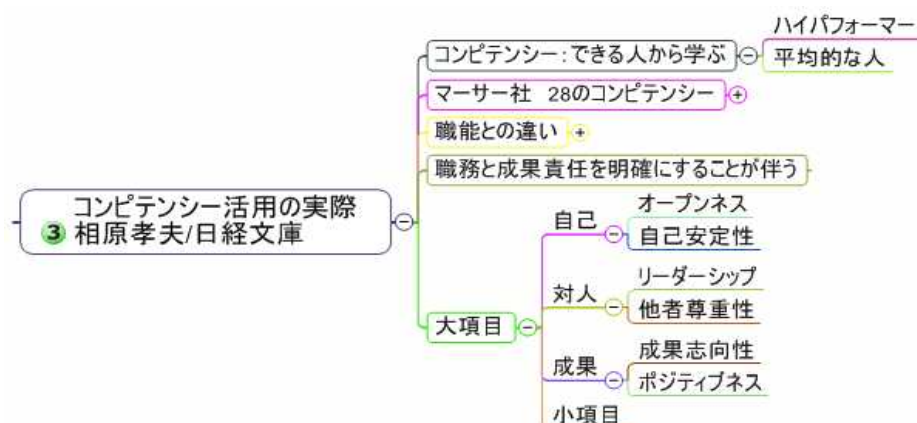 コンピテンシー活用の実際
③ 相原孝夫/日経文庫
コンピテンシー：できる人から学ぶ
ハイパフォーマー
平均的な人
マーサー社　28のコンピテンシー
職能との違い
職務と成果責任を明確にすることが伴う
大項目
自己
オープンネス
自己安定性
対人
リーダーシップ
他者尊重性
成果
成果志向性
ポジティブネス
小項目